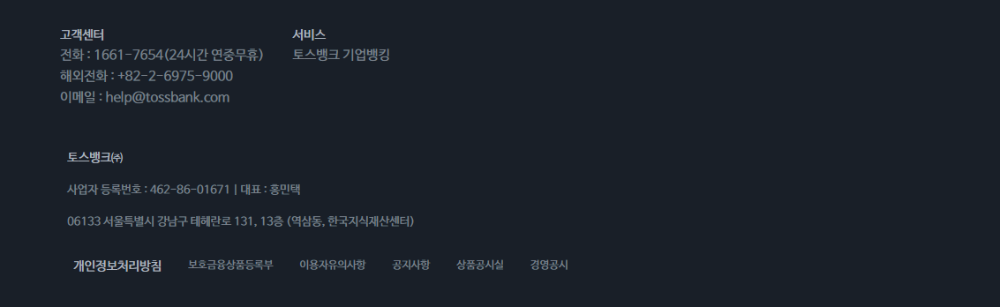 고객센터
전화 : 1661-7654(24시간 연중무휴)
해외전화 : +82-2-6975-9000
이메일 : help@tossbank.com
서비스
토스뱅크 기업뱅킹
토스뱅크㈜
사업자 등록번호 : 462-86-01671 | 대표 : 홍민택
06133 서울특별시 강남구 테헤란로 131, 13층 (역삼동, 한국지식재산센터)
개인정보처리방침 보호금융상품등록부 이용자유의사항 공지사항 상품공시실 경영공시